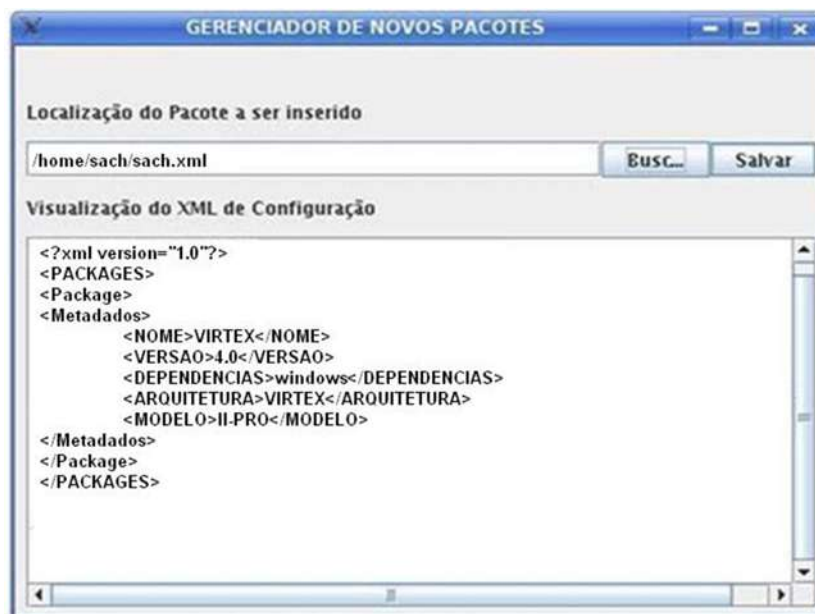 GERENCIADOR DE NOVOS PACOTES
Localização do Pacote a ser inserido
/home/sach/sach.xml Busc... Salvar
Visualização do XML de Configuração
<?xml version="1.0"?>
<PACKAGES>
<Package>
<Metadados>
<NOME>VIRTEX</NOME>
<VERSAO>4.0</VERSAO>
<DEPENDENCIAS>windows</DEPENDENCIAS>
<ARQUITETURA>VIRTEX</ARQUITETURA>
<MODELO>II-PRO</MODELO>
</Metadados>
</Package>
</PACKAGES>